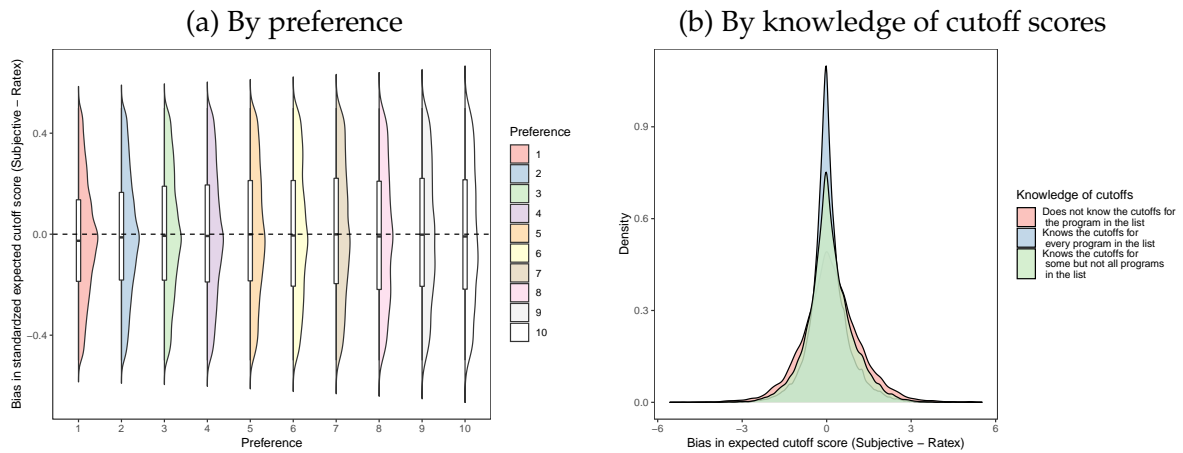 (a) By preference
Bias in standardzed expected cutoff score (Subjective − Ratex)
0.4
0.0
−0.4
1 2 3 4 5 6 7 8 9 10
Preference
Preference
1
2
3
4
5
6
7
8
9
10
(b) By knowledge of cutoff scores
Density
0.9
0.6
0.3
0.0
−6 −3 0 3 6
Bias in expected cutoff score (Subjective − Ratex)
Knowledge of cutoffs
Does not know the cutoffs for
the program in the list
Knows the cutoffs for
every program in the list
Knows the cutoffs for
some but not all programs
in the list